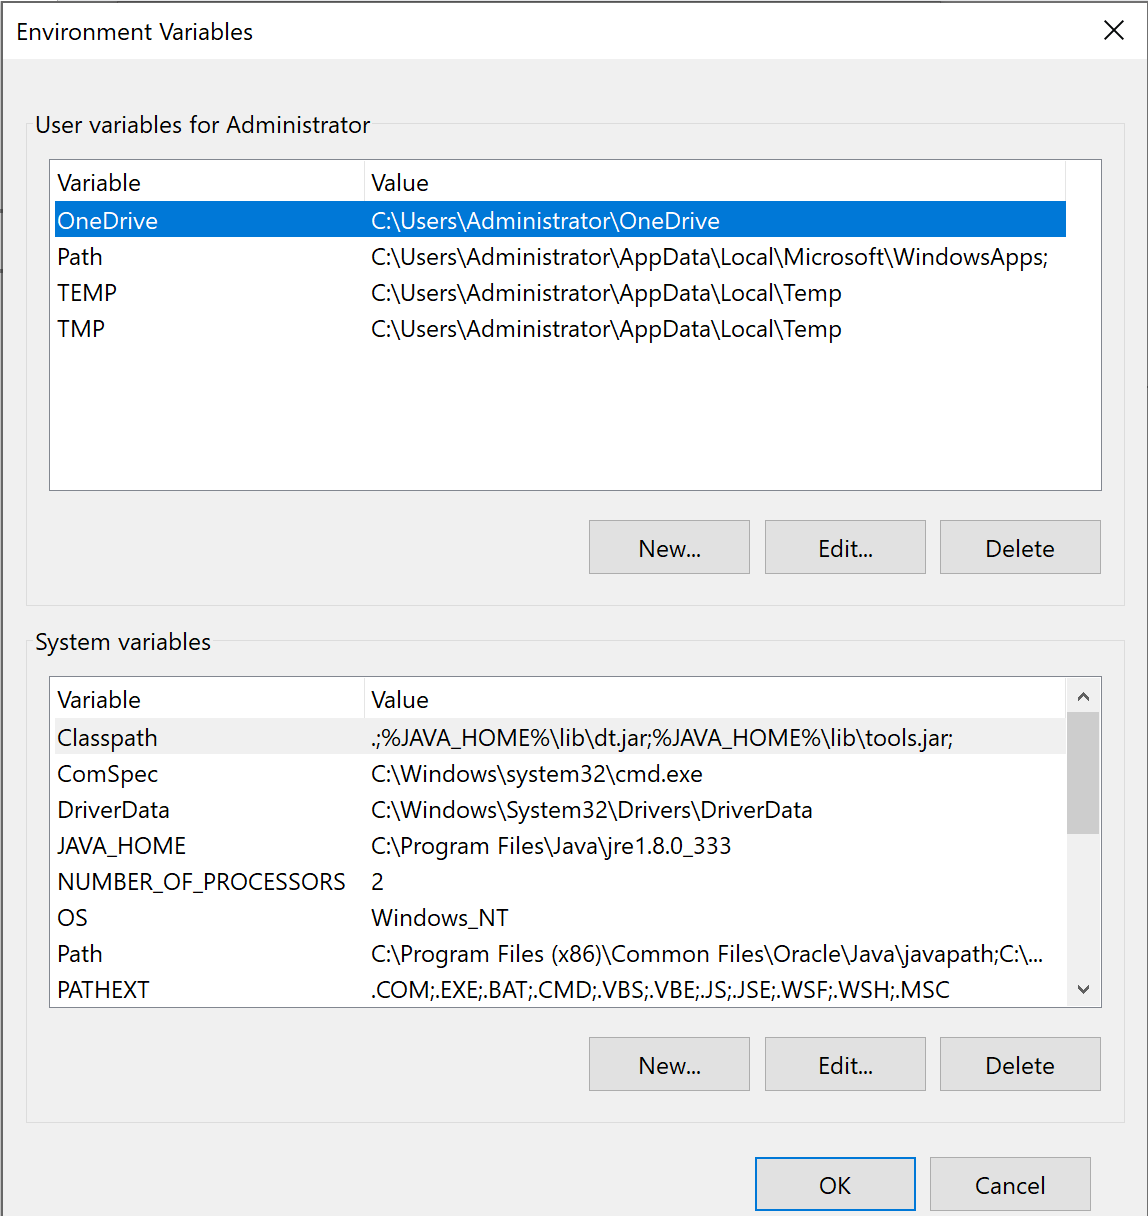 Environment Variables
User variables for Administrator
Variable Value
OneDrive C:\Users\Administrator\OneDrive
Path C:\Users\Administrator\AppData\Local\Microsoft\WindowsApps;
TEMP C:\Users\Administrator\AppData\Local\Temp
TMP C:\Users\Administrator\AppData\Local\Temp
New... Edit... Delete
System variables
Variable Value
Classpath .;%JAVA_HOME%\lib\dt.jar;%JAVA_HOME%\lib\tools.jar;
ComSpec C:\Windows\system32\cmd.exe
DriverData C:\Windows\System32\Drivers\DriverData
JAVA_HOME C:\Program Files\Java\jre1.8.0_333
NUMBER_OF_PROCESSORS 2
OS Windows_NT
Path C:\Program Files (x86)\Common Files\Oracle\Java\javapath;C:\...
PATHEXT .COM;.EXE;.BAT;.CMD;.VBS;.VBE;.JS;.JSE;.WSF;.WSH;.MSC
New... Edit... Delete
OK Cancel